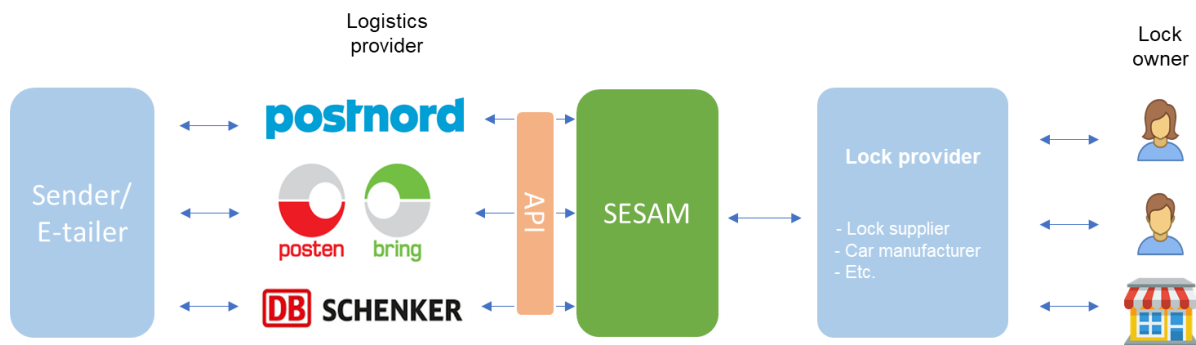 Logistics
provider
Lock
owner
Sender/
E-tailer
postnord
posten
bring
DB SCHENKER
API
SESAM
Lock provider
- Lock supplier
- Car manufacturer
- Etc.